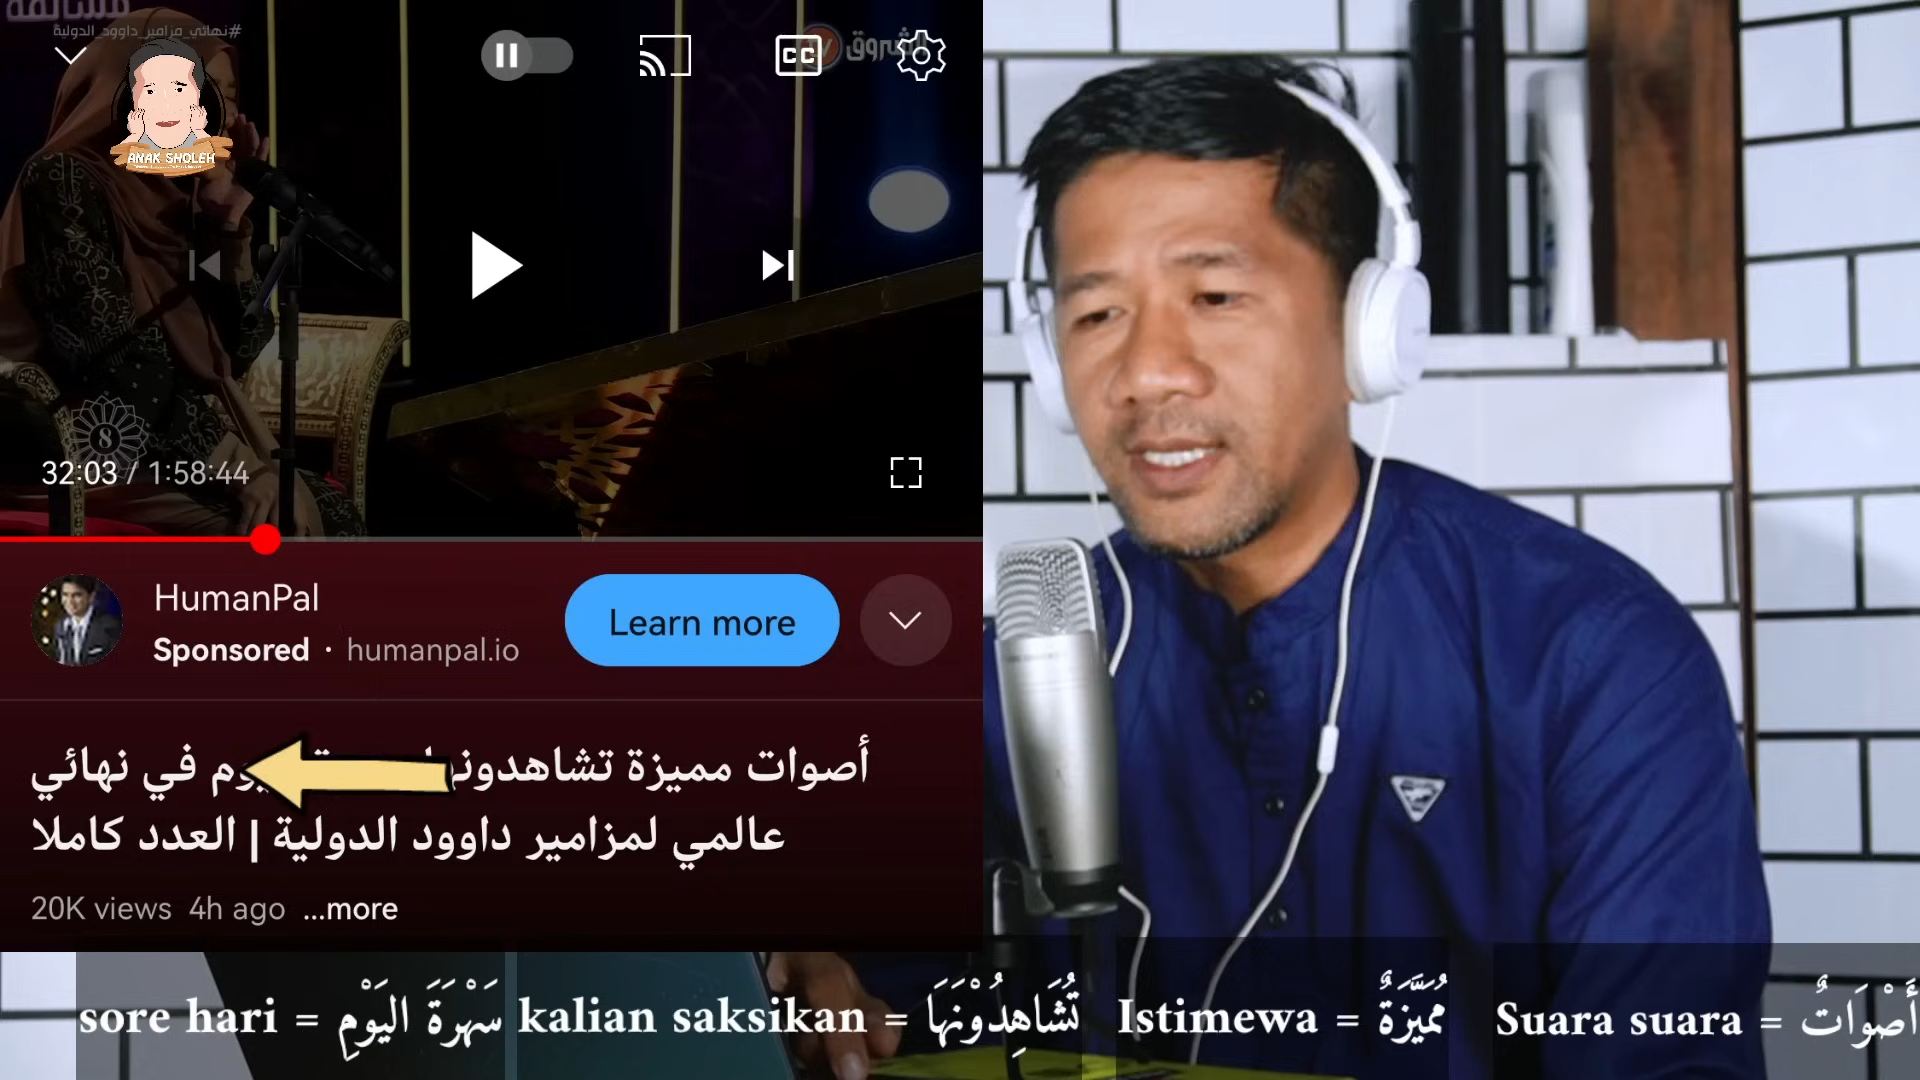 #نهائي_مزامير_داوود_الدولية
CC
ANAK SHOLEH
8
32:03 / 1:58:44
HumanPal
Sponsored · humanpal.io
Learn more
أصوات مميزة تشاهدونها في نهائي
عالمي لمزامير داوود الدولية | العدد كاملا
20K views 4h ago ...more
sore hari = سَهْرَةَ اليَوْمِ
kalian saksikan = تُشَاهِدُوْنَهَا
Istimewa = مُمَيَّزَةٌ
Suara suara = أَصْوَاتٌ